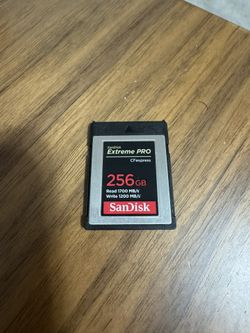 SanDisk
Extreme PRO
CFexpress
256GB
Read 1700 MB/s
Write 1200 MB/s
SanDisk